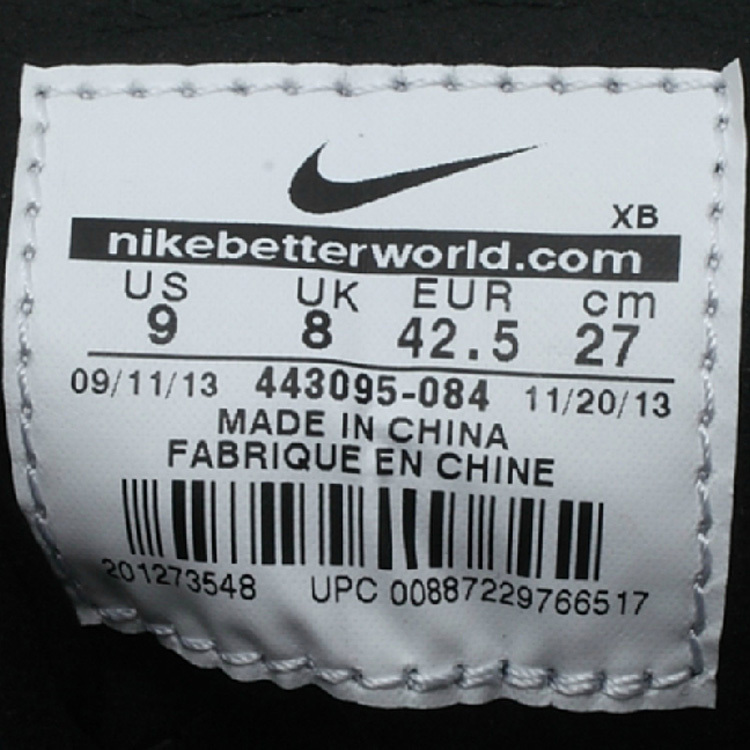 XB
nikebetterworld.com
US UK EUR cm
9 8 42.5 27
09/11/13 443095-084 11/20/13
MADE IN CHINA
FABRIQUE EN CHINE
201273548 UPC 00887229766517